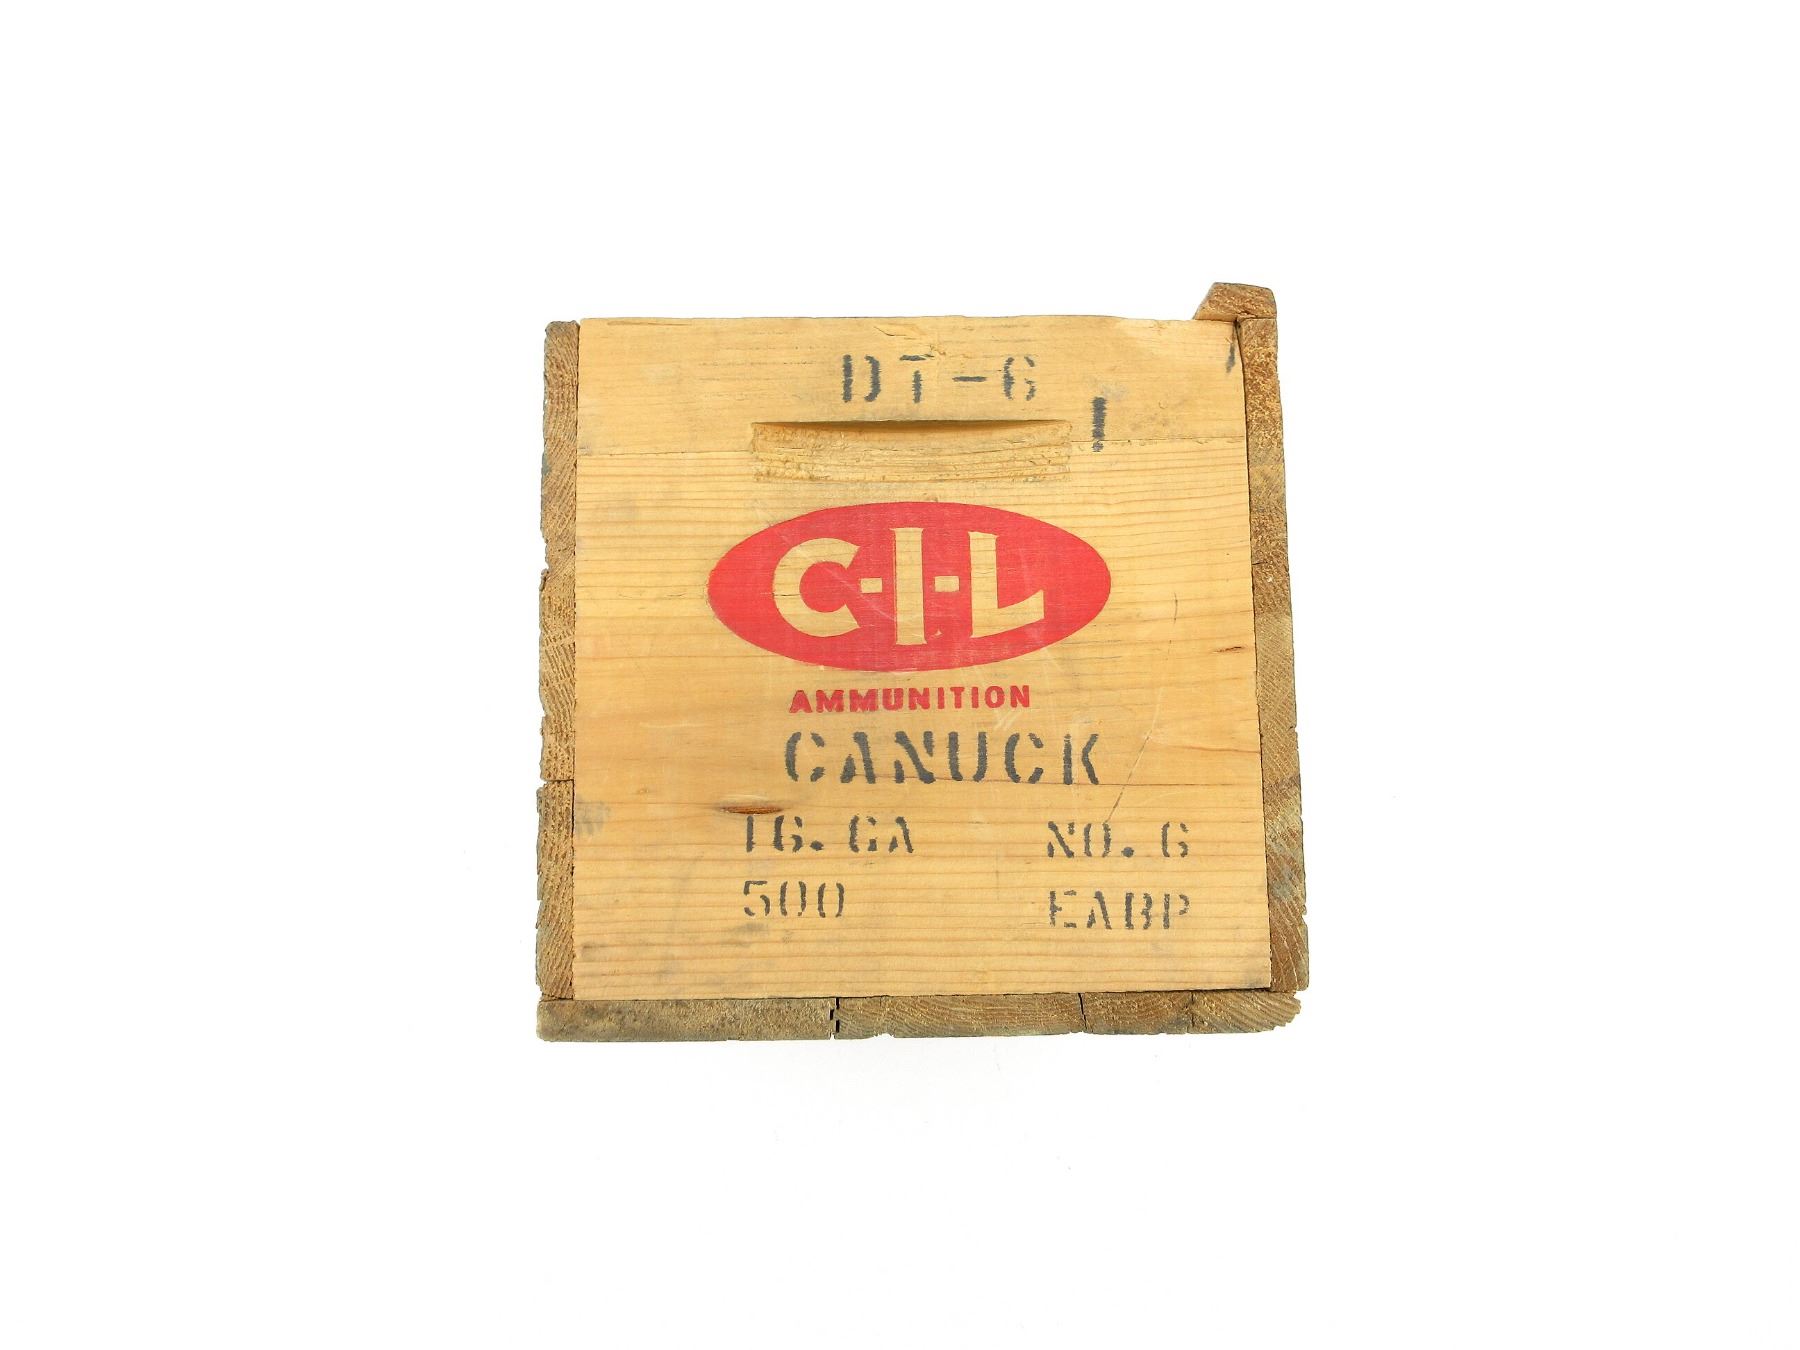 DT-6
C-I-L
AMMUNITION
CANUCK
16. GA NO. 6
500 EABP